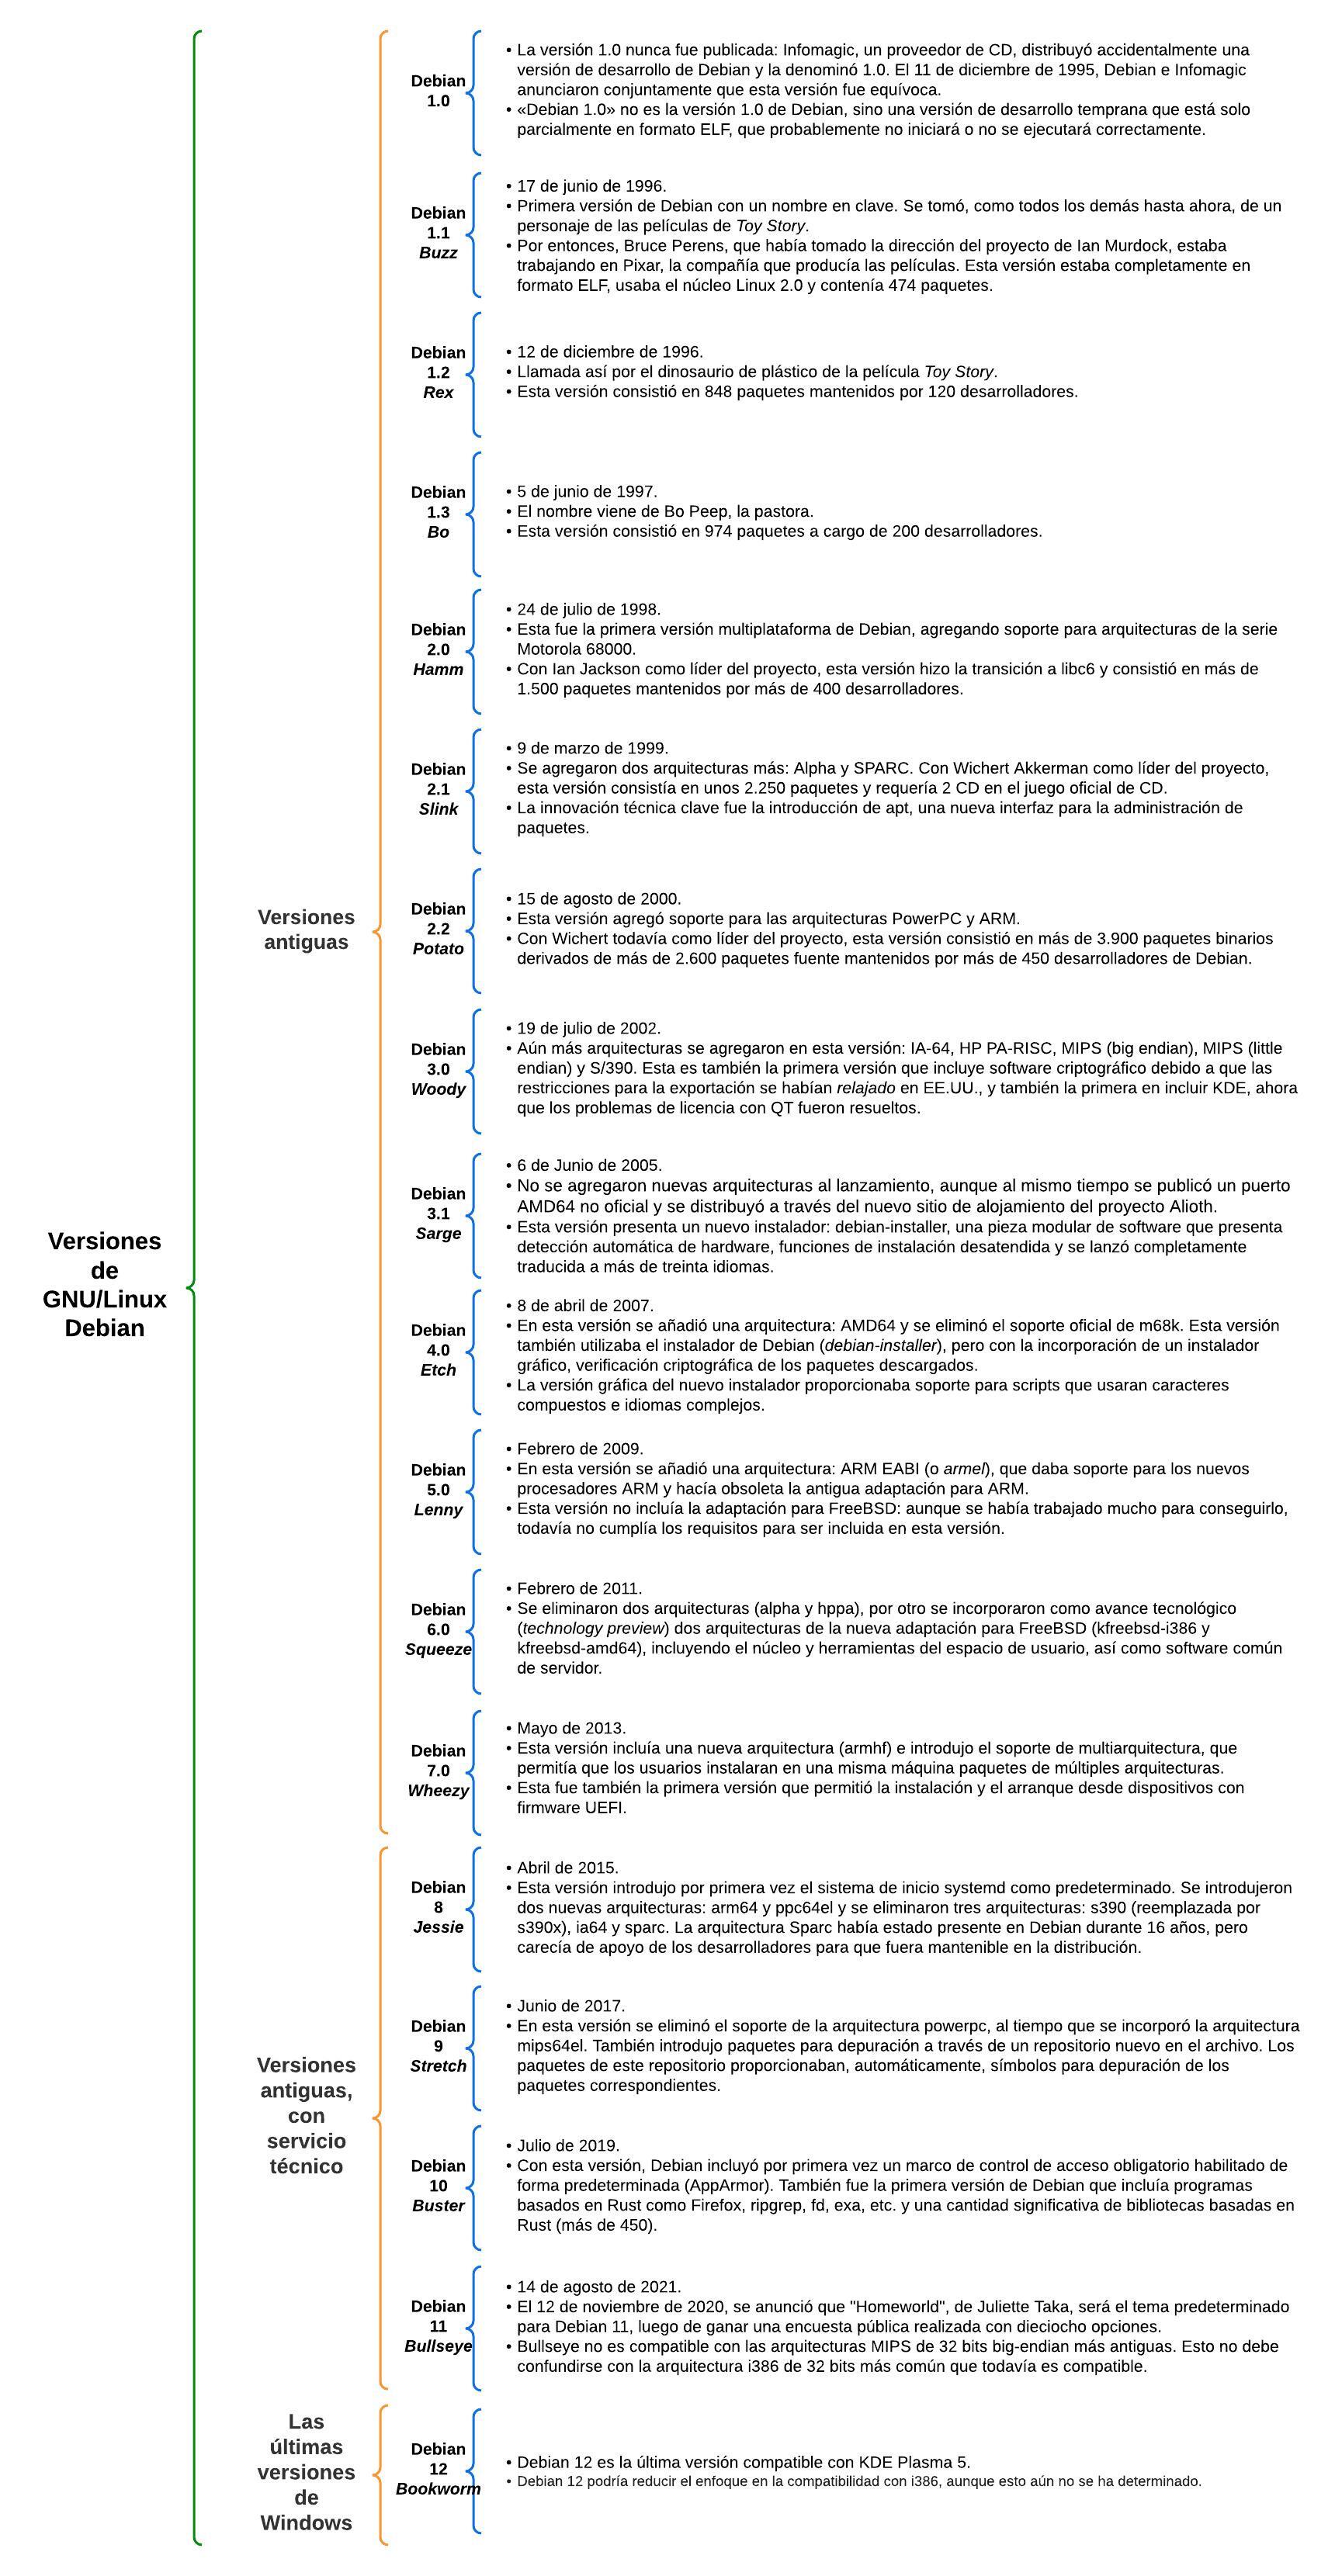 Versiones
de
GNU/Linux
Debian
Versiones
antiguas
Debian
1.0
• La versión 1.0 nunca fue publicada: Infomagic, un proveedor de CD, distribuyó accidentalmente una
versión de desarrollo de Debian y la denominó 1.0. El 11 de diciembre de 1995, Debian e Infomagic
anunciaron conjuntamente que esta versión fue equívoca.
• «Debian 1.0» no es la versión 1.0 de Debian, sino una versión de desarrollo temprana que está solo
parcialmente en formato ELF, que probablemente no iniciará o no se ejecutará correctamente.
Debian
1.1
Buzz
• 17 de junio de 1996.
• Primera versión de Debian con un nombre en clave. Se tomó, como todos los demás hasta ahora, de un
personaje de las películas de Toy Story.
• Por entonces, Bruce Perens, que había tomado la dirección del proyecto de Ian Murdock, estaba
trabajando en Pixar, la compañía que producía las películas. Esta versión estaba completamente en
formato ELF, usaba el núcleo Linux 2.0 y contenía 474 paquetes.
Debian
1.2
Rex
• 12 de diciembre de 1996.
• Llamada así por el dinosaurio de plástico de la película Toy Story.
• Esta versión consistió en 848 paquetes mantenidos por 120 desarrolladores.
Debian
1.3
Bo
• 5 de junio de 1997.
• El nombre viene de Bo Peep, la pastora.
• Esta versión consistió en 974 paquetes a cargo de 200 desarrolladores.
Debian
2.0
Hamm
• 24 de julio de 1998.
• Esta fue la primera versión multiplataforma de Debian, agregando soporte para arquitecturas de la serie
Motorola 68000.
• Con Ian Jackson como líder del proyecto, esta versión hizo la transición a libc6 y consistió en más de
1.500 paquetes mantenidos por más de 400 desarrolladores.
Debian
2.1
Slink
• 9 de marzo de 1999.
• Se agregaron dos arquitecturas más: Alpha y SPARC. Con Wichert Akkerman como líder del proyecto,
esta versión consistía en unos 2.250 paquetes y requería 2 CD en el juego oficial de CD.
• La innovación técnica clave fue la introducción de apt, una nueva interfaz para la administración de
paquetes.
Debian
2.2
Potato
• 15 de agosto de 2000.
• Esta versión agregó soporte para las arquitecturas PowerPC y ARM.
• Con Wichert todavía como líder del proyecto, esta versión consistió en más de 3.900 paquetes binarios
derivados de más de 2.600 paquetes fuente mantenidos por más de 450 desarrolladores de Debian.
Debian
3.0
Woody
• 19 de julio de 2002.
• Aún más arquitecturas se agregaron en esta versión: IA-64, HP PA-RISC, MIPS (big endian), MIPS (little
endian) y S/390. Esta es también la primera versión que incluye software criptográfico debido a que las
restricciones para la exportación se habían relajado en EE.UU., y también la primera en incluir KDE, ahora
que los problemas de licencia con QT fueron resueltos.
Debian
3.1
Sarge
• 6 de Junio de 2005.
• No se agregaron nuevas arquitecturas al lanzamiento, aunque al mismo tiempo se publicó un puerto
AMD64 no oficial y se distribuyó a través del nuevo sitio de alojamiento del proyecto Alioth.
• Esta versión presenta un nuevo instalador: debian-installer, una pieza modular de software que presenta
detección automática de hardware, funciones de instalación desatendida y se lanzó completamente
traducida a más de treinta idiomas.
Debian
4.0
Etch
• 8 de abril de 2007.
• En esta versión se añadió una arquitectura: AMD64 y se eliminó el soporte oficial de m68k. Esta versión
también utilizaba el instalador de Debian (debian-installer), pero con la incorporación de un instalador
gráfico, verificación criptográfica de los paquetes descargados.
• La versión gráfica del nuevo instalador proporcionaba soporte para scripts que usaran caracteres
compuestos e idiomas complejos.
Debian
5.0
Lenny
• Febrero de 2009.
• En esta versión se añadió una arquitectura: ARM EABI (o armel), que daba soporte para los nuevos
procesadores ARM y hacía obsoleta la antigua adaptación para ARM.
• Esta versión no incluía la adaptación para FreeBSD: aunque se había trabajado mucho para conseguirlo,
todavía no cumplía los requisitos para ser incluida en esta versión.
Debian
6.0
Squeeze
• Febrero de 2011.
• Se eliminaron dos arquitecturas (alpha y hppa), por otro se incorporaron como avance tecnológico
(technology preview) dos arquitecturas de la nueva adaptación para FreeBSD (kfreebsd-i386 y
kfreebsd-amd64), incluyendo el núcleo y herramientas del espacio de usuario, así como software común
de servidor.
Debian
7.0
Wheezy
• Mayo de 2013.
• Esta versión incluía una nueva arquitectura (armhf) e introdujo el soporte de multiarquitectura, que
permitía que los usuarios instalaran en una misma máquina paquetes de múltiples arquitecturas.
• Esta fue también la primera versión que permitió la instalación y el arranque desde dispositivos con
firmware UEFI.
Versiones
antiguas,
con
servicio
técnico
Debian
8
Jessie
• Abril de 2015.
• Esta versión introdujo por primera vez el sistema de inicio systemd como predeterminado. Se introdujeron
dos nuevas arquitecturas: arm64 y ppc64el y se eliminaron tres arquitecturas: s390 (reemplazada por
s390x), ia64 y sparc. La arquitectura Sparc había estado presente en Debian durante 16 años, pero
carecía de apoyo de los desarrolladores para que fuera mantenible en la distribución.
Debian
9
Stretch
• Junio de 2017.
• En esta versión se eliminó el soporte de la arquitectura powerpc, al tiempo que se incorporó la arquitectura
mips64el. También introdujo paquetes para depuración a través de un repositorio nuevo en el archivo. Los
paquetes de este repositorio proporcionaban, automáticamente, símbolos para depuración de los
paquetes correspondientes.
Debian
10
Buster
• Julio de 2019.
• Con esta versión, Debian incluyó por primera vez un marco de control de acceso obligatorio habilitado de
forma predeterminada (AppArmor). También fue la primera versión de Debian que incluía programas
basados en Rust como Firefox, ripgrep, fd, exa, etc. y una cantidad significativa de bibliotecas basadas en
Rust (más de 450).
Debian
11
Bullseye
• 14 de agosto de 2021.
• El 12 de noviembre de 2020, se anunció que "Homeworld", de Juliette Taka, será el tema predeterminado
para Debian 11, luego de ganar una encuesta pública realizada con dieciocho opciones.
• Bullseye no es compatible con las arquitecturas MIPS de 32 bits big-endian más antiguas. Esto no debe
confundirse con la arquitectura i386 de 32 bits más común que todavía es compatible.
Las
últimas
versiones
de
Windows
Debian
12
Bookworm
• Debian 12 es la última versión compatible con KDE Plasma 5.
• Debian 12 podría reducir el enfoque en la compatibilidad con i386, aunque esto aún no se ha determinado.